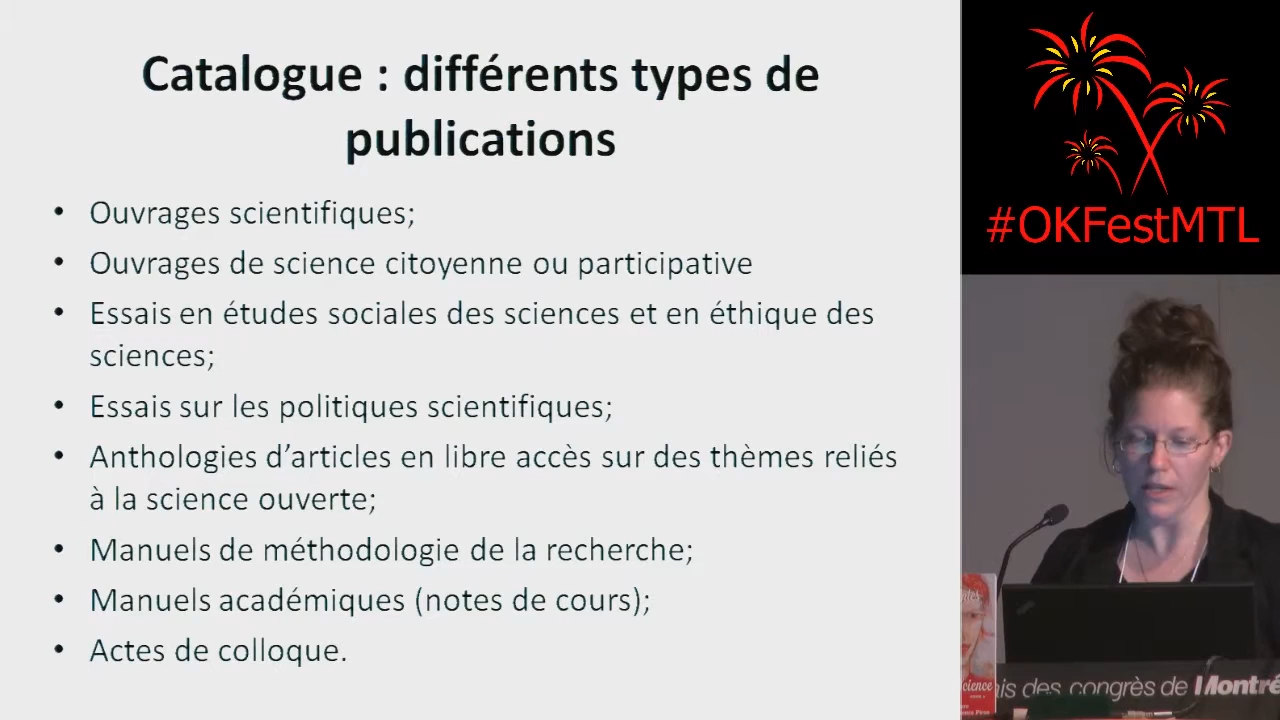 Catalogue : différents types de
publications
• Ouvrages scientifiques;
• Ouvrages de science citoyenne ou participative
• Essais en études sociales des sciences et en éthique des
sciences;
• Essais sur les politiques scientifiques;
• Anthologies d’articles en libre accès sur des thèmes reliés
à la science ouverte;
• Manuels de méthodologie de la recherche;
• Manuels académiques (notes de cours);
• Actes de colloque.
#OKFestMTL
cience
des congrès de Montré